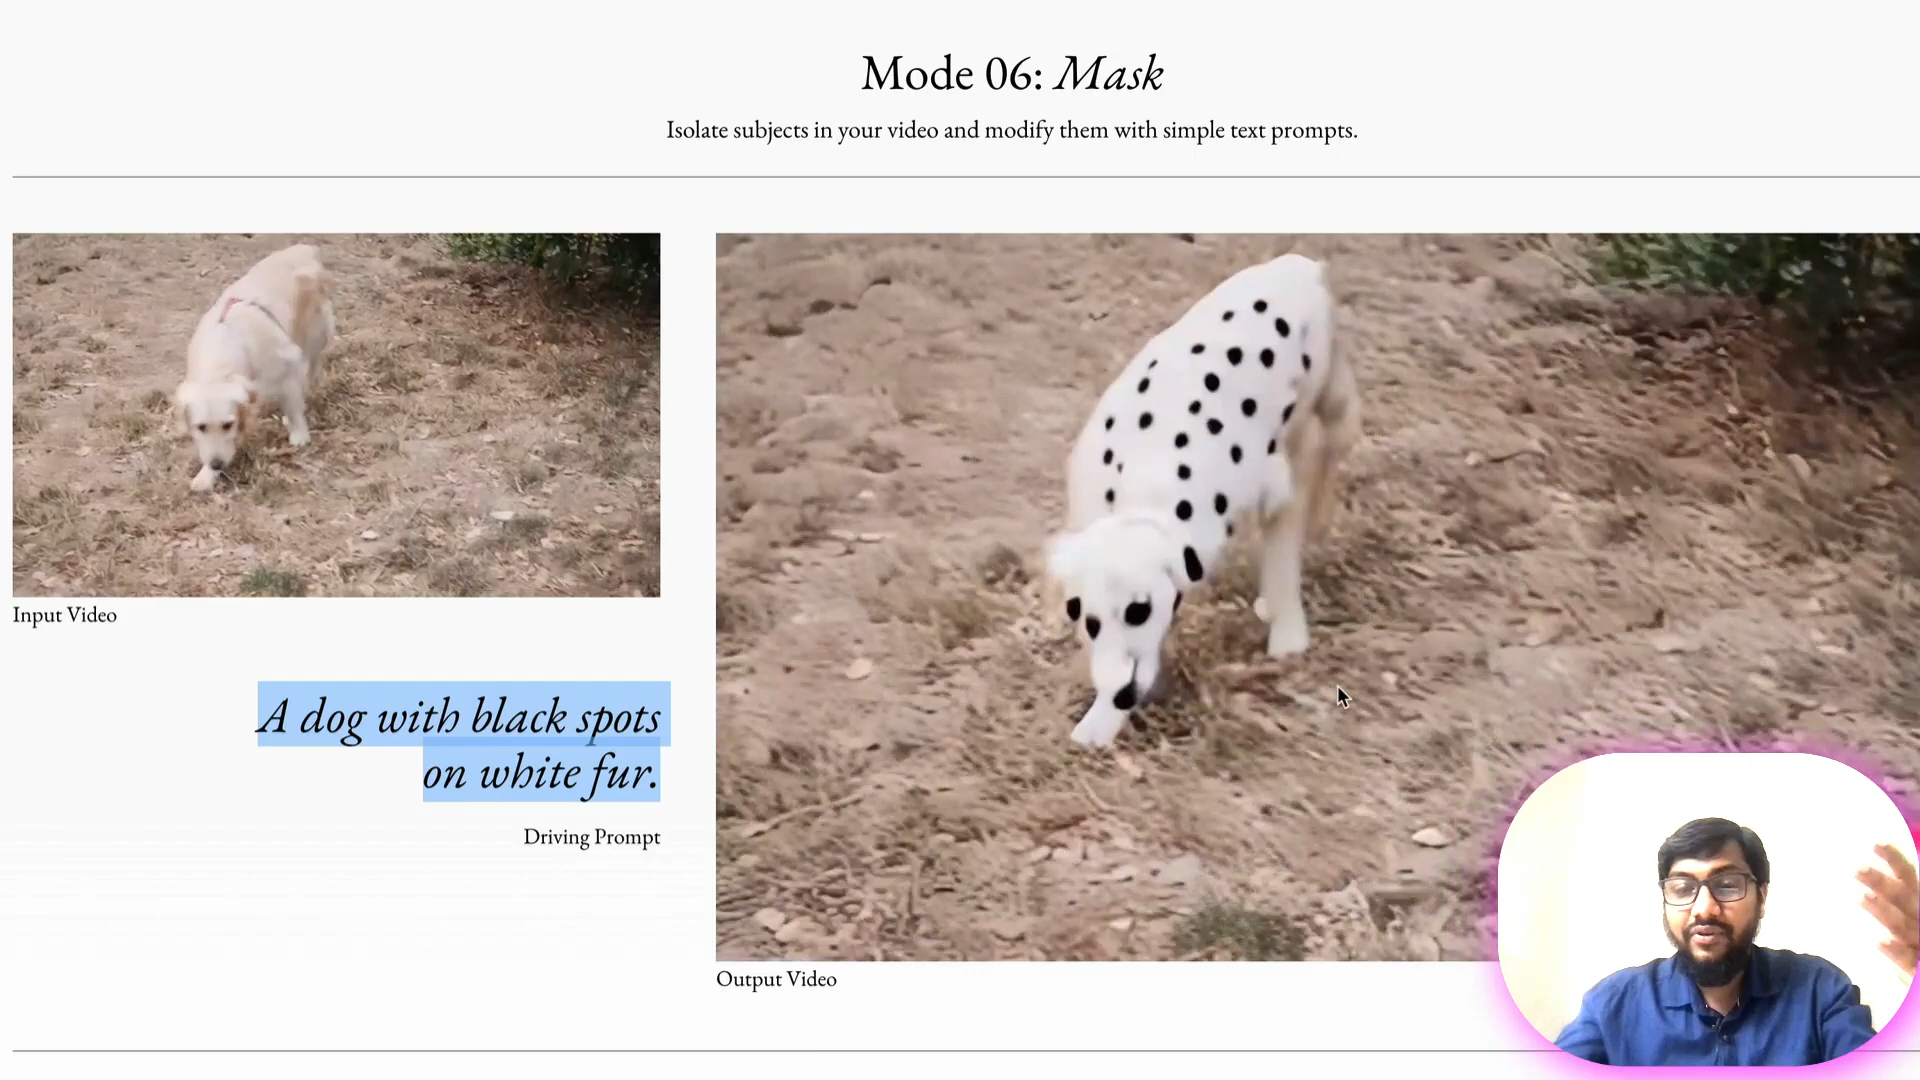 Mode 06: Mask
Isolate subjects in your video and modify them with simple text prompts.
Input Video
A dog with black spots
on white fur.
Driving Prompt
Output Video